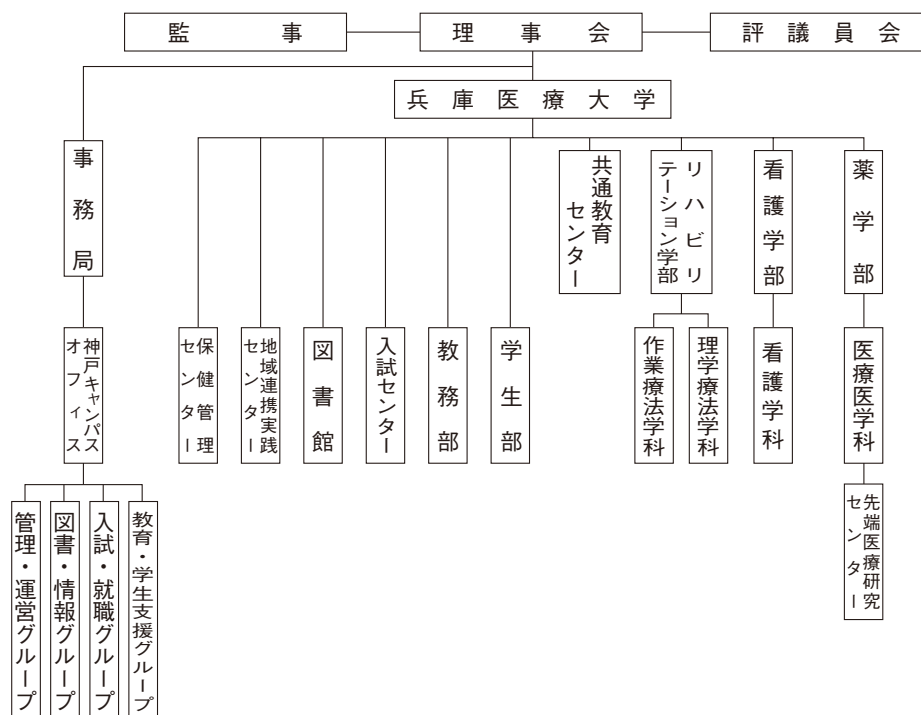 監事
理事会
評議員会
兵庫医療大学
事務局
共通教育
センター
リハビリ
テーション学部
看護学部
薬学部
神戸キャンパス
オフィス
保健管理
センター
地域連携実践
センター
図書館
入試センター
教務部
学生部
作業療法学科
理学療法学科
看護学科
医療医学科
先端医療研究
センター
管理・運営グループ
図書・情報グループ
入試・就職グループ
教育・学生支援グループ